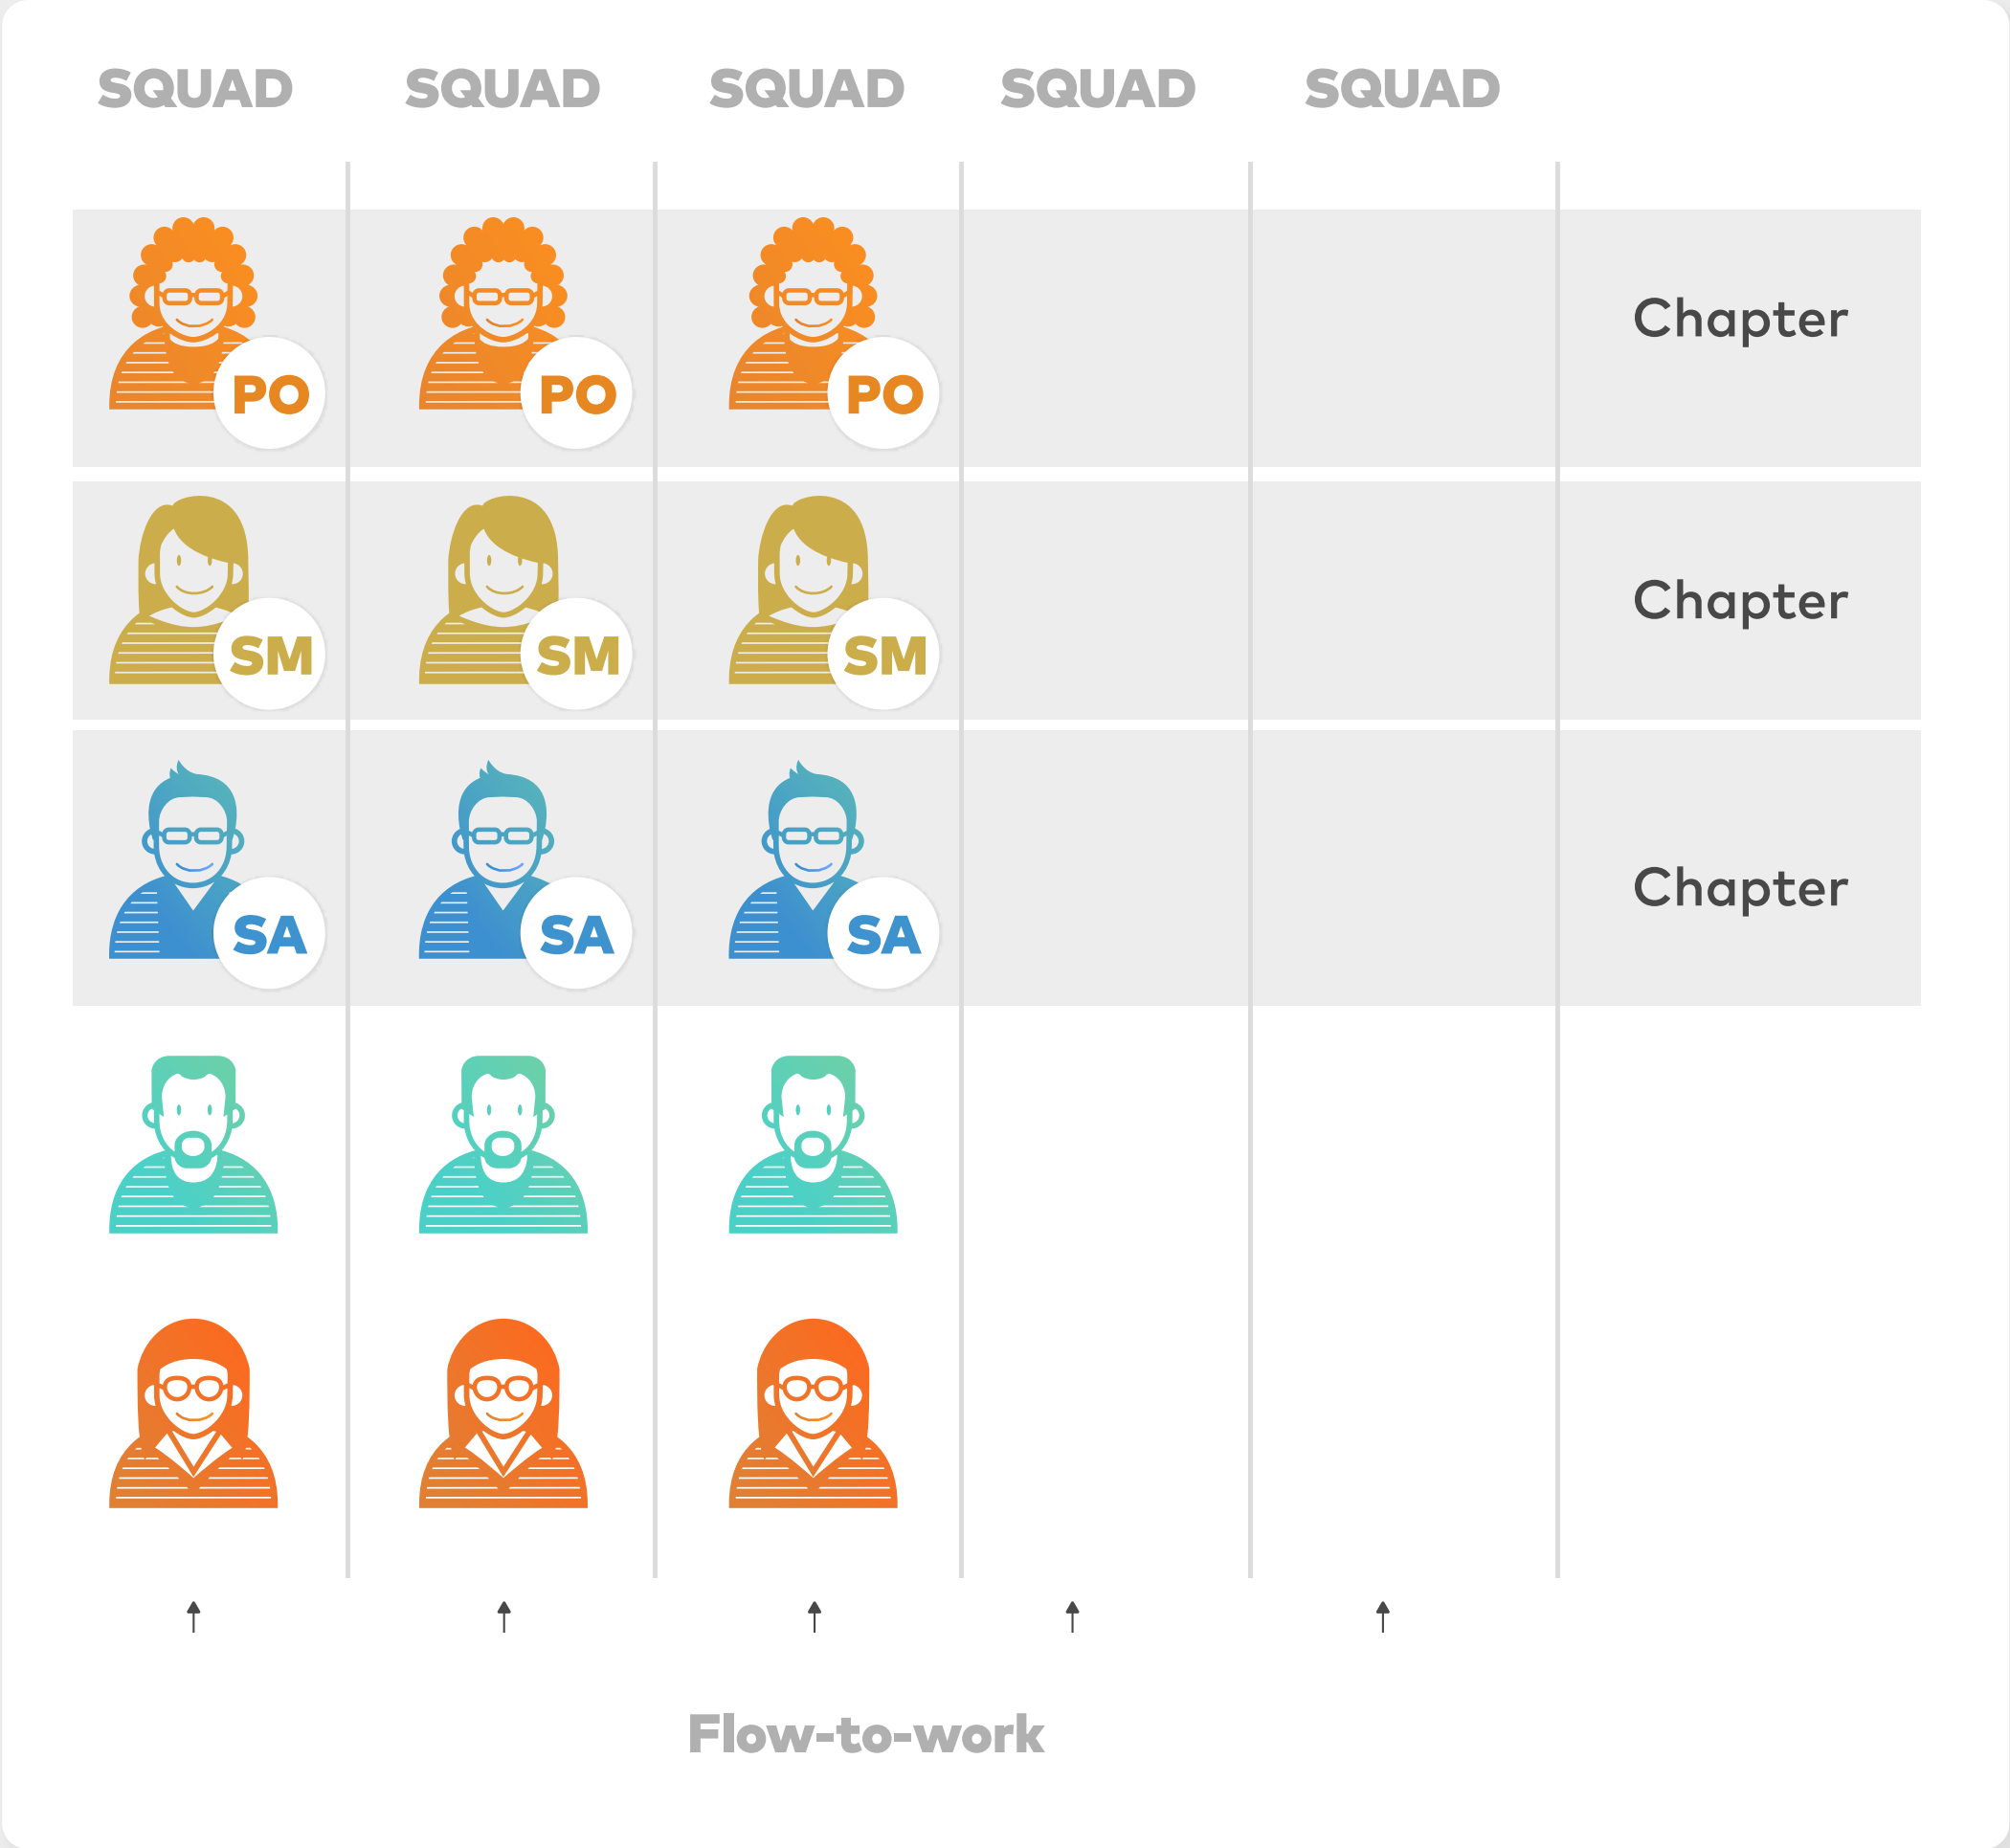 SQUAD SQUAD SQUAD SQUAD SQUAD
PO PO PO
Chapter
SM SM SM
Chapter
SA SA SA
Chapter
Flow-to-work